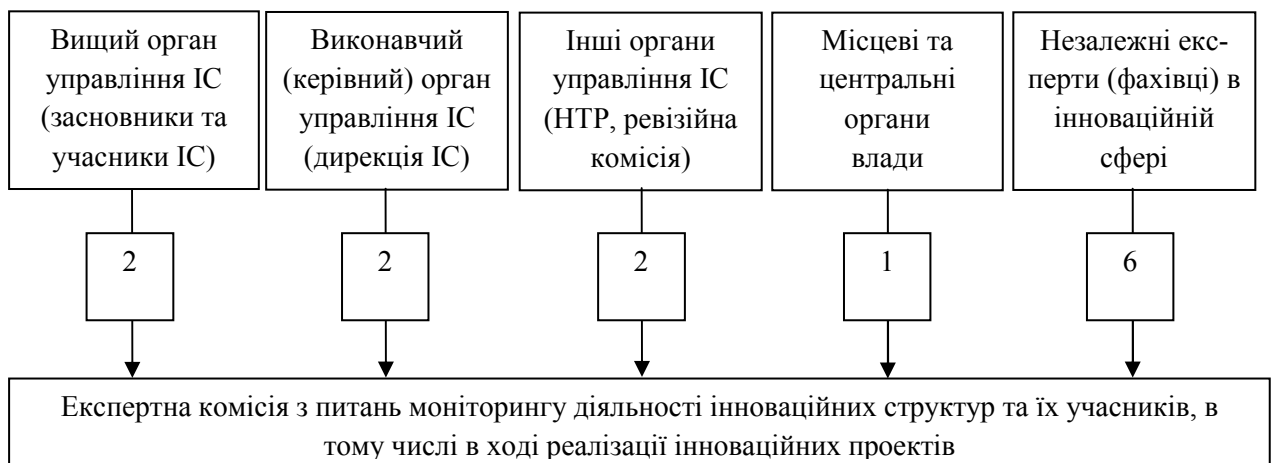 Вищий орган
управління ІС
(засновники та
учасники ІС)
Виконавчий
(керівний) орган
управління ІС
(дирекція ІС)
Інші органи
управління ІС
(НТР, ревізійна
комісія)
Місцеві та
центральні
органи
влади
Незалежні екс-
перти (фахівці) в
інноваційній
сфері
2
2
2
1
6
Експертна комісія з питань моніторингу діяльності інноваційних структур та їх учасників, в
тому числі в ході реалізації інноваційних проектів